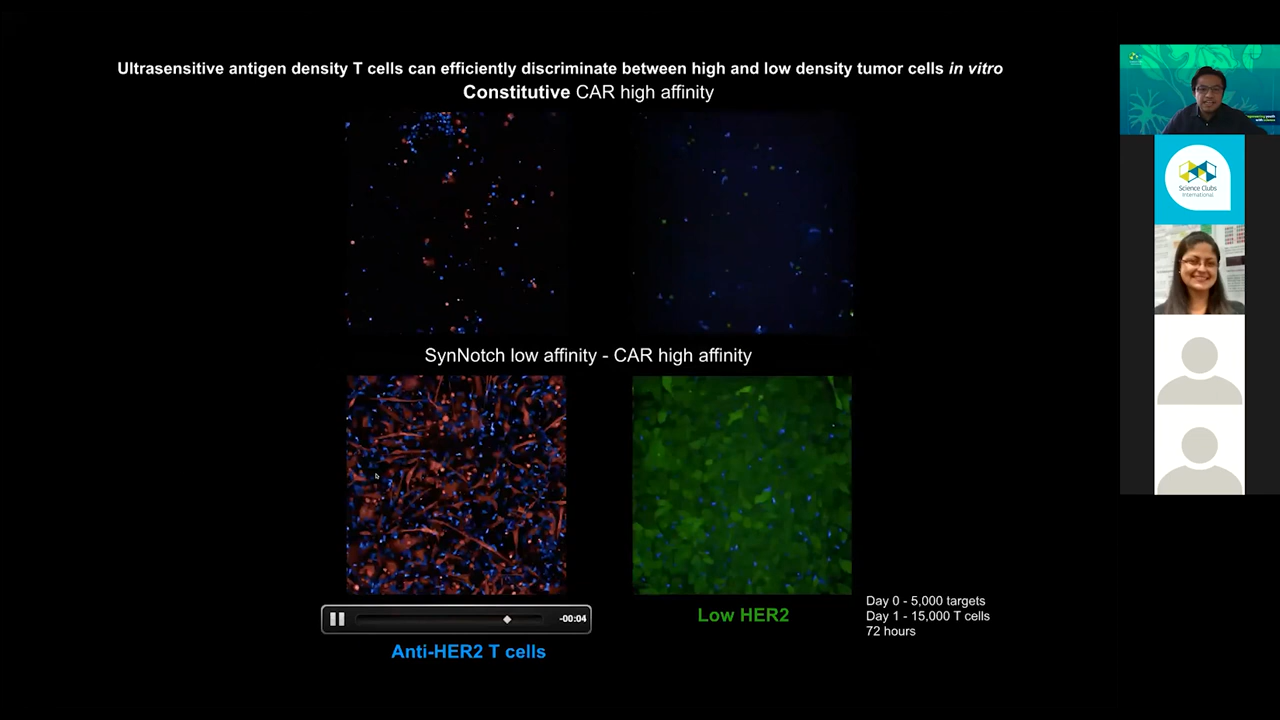 Ultrasensitive antigen density T cells can efficiently discriminate between high and low density tumor cells in vitro
Constitutive CAR high affinity
SynNotch low affinity - CAR high affinity
-00:04
Low HER2
Anti-HER2 T cells
Day 0 - 5,000 targets
Day 1 - 15,000 T cells
72 hours
Science Clubs
International